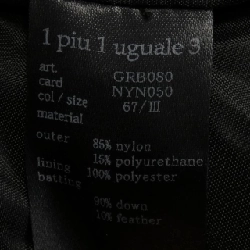 1 piu 1 uguale 3
art. GRB080
card NYN050
col / size 67/III
material
outer 85% nylon
15% polyurethane
lining 100% polyester
batting
90% down
10% feather